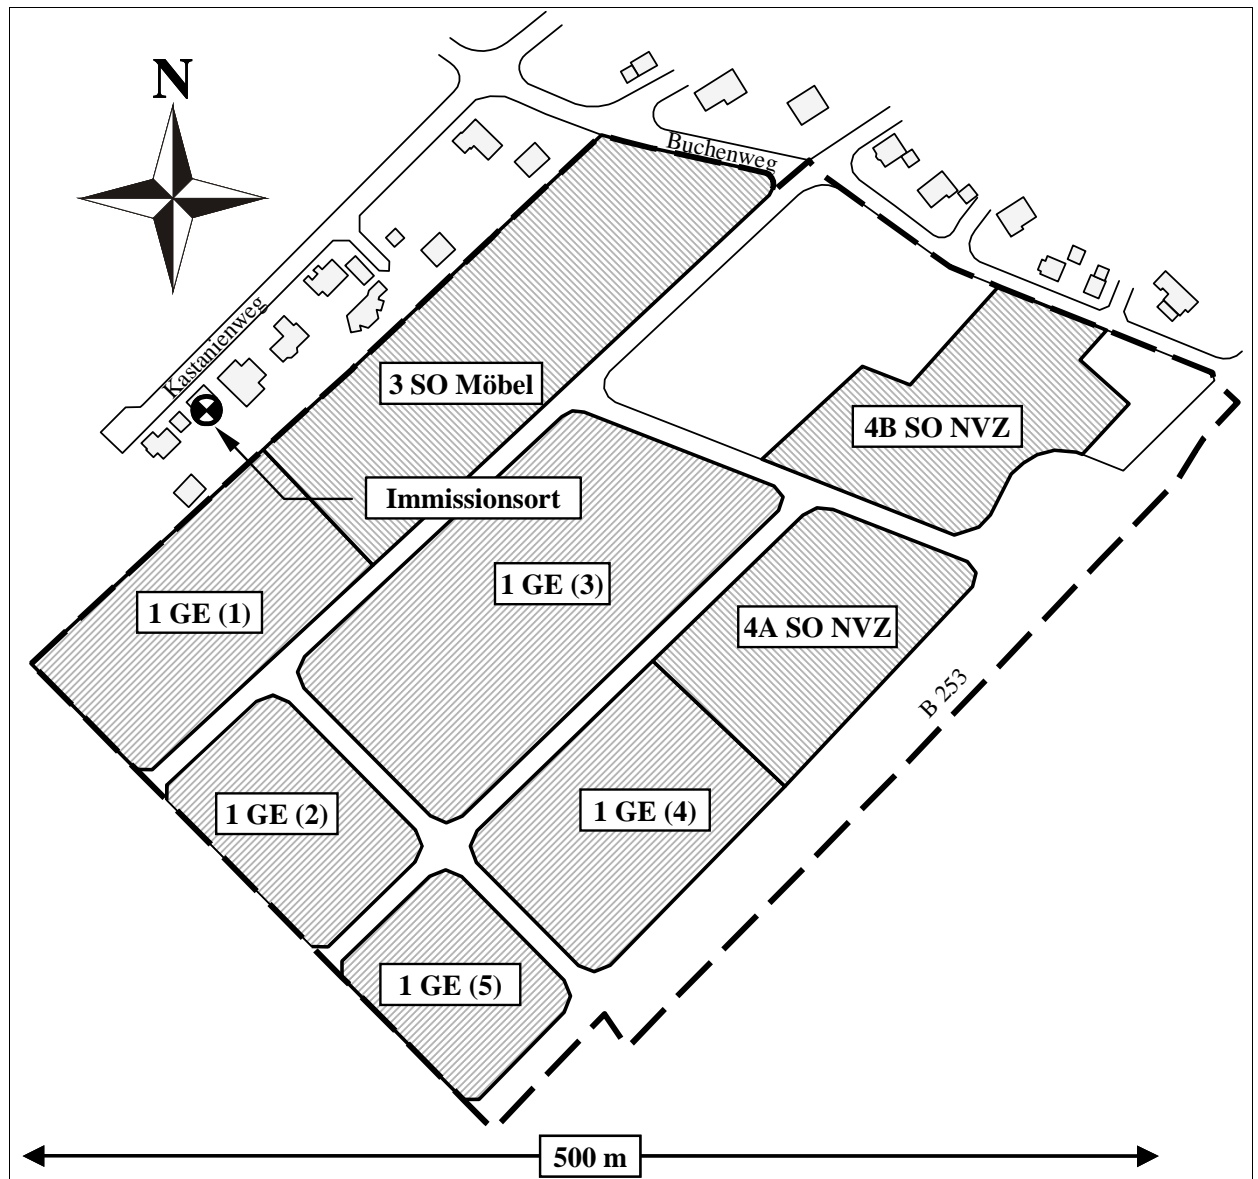 N
Buchenweg
Kastanienweg
3 SO Möbel
4B SO NVZ
Immissionsort
1 GE (3)
1 GE (1)
4A SO NVZ
B 253
1 GE (2)
1 GE (4)
1 GE (5)
500 m